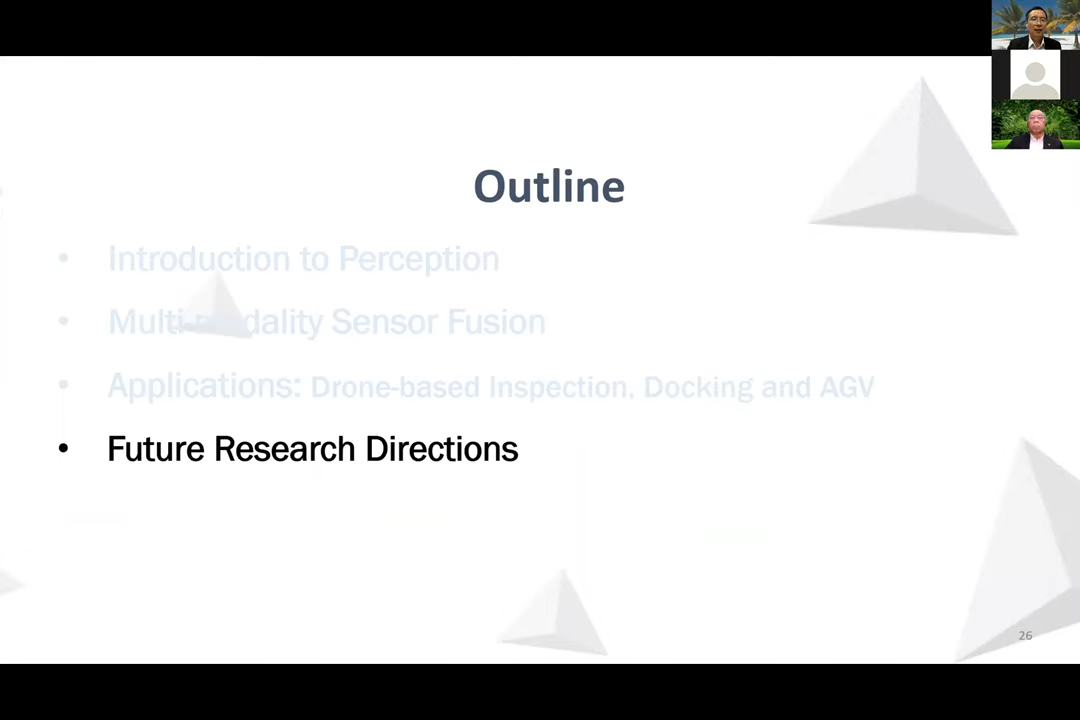 Outline
• Introduction to Perception
• Multi-modality Sensor Fusion
• Applications: Drone-based Inspection, Docking and AGV
• Future Research Directions
26